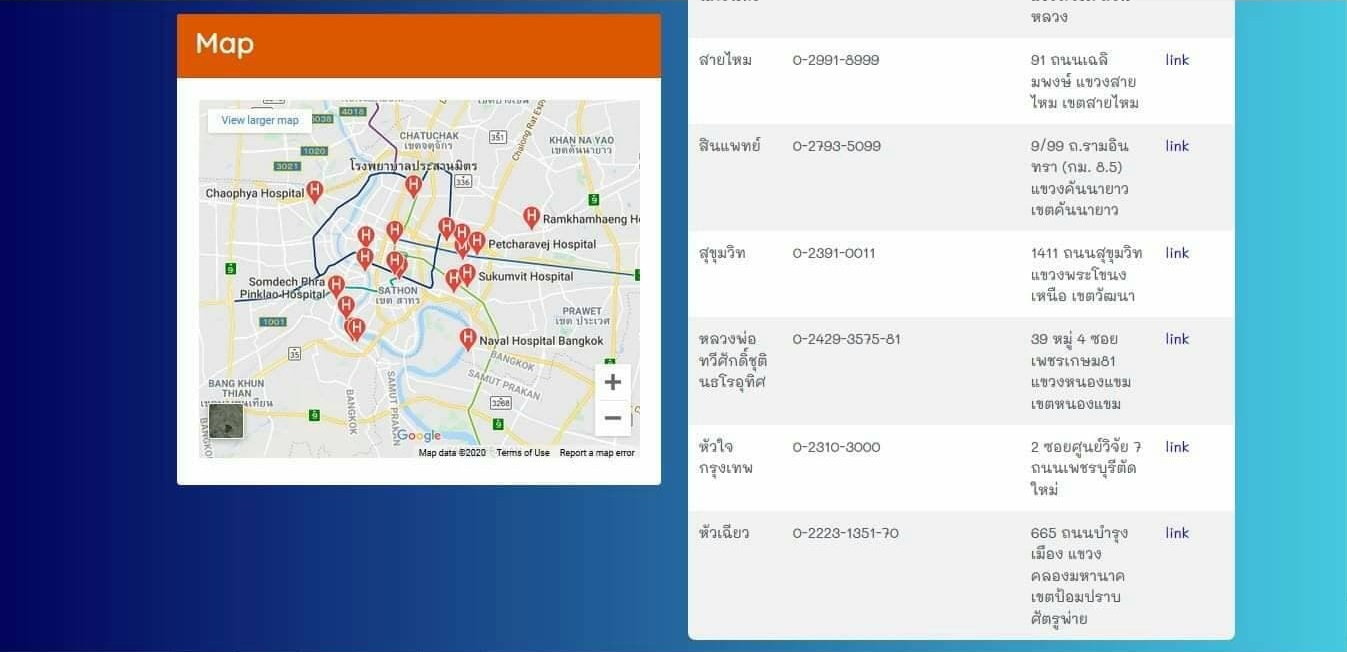 Map
View larger map
4018
3038
1020
3021
CHATUCHAK
เขตจตุจักร
351
Chalong Rat Exp
KHAN NA YAO
เขตคันนายาว
โรงพยาบาลประสานมิตร
336
Chaophya Hospital
9
Ramkhamhaeng H
Petcharavej Hospital
9
Sukumvit Hospital
Somdech Phra
Pinklao Hospital
SATHON
เขต สาทร
1001
PRAWET
เขต ประเวศ
35
Naval Hospital Bangkok
BANGKOK
SAMUT PRAKAN
BANG KHUN
THIAN
BANGKOK
SAMUT PRAKAN
3268
9
9
+
−
Google
Map data ©2020 Terms of Use Report a map error
หลวง
สายไหม 0-2991-8999 91 ถนนเฉลิ link
มพงษ์ แขวงสาย
ไหม เขตสายไหม
สินแพทย์ 0-2793-5099 9/99 ถ.รามอิน link
ทรา (กม. 8.5)
แขวงคันนายาว
เขตคันนายาว
สุขุมวิท 0-2391-0011 1411 ถนนสุขุมวิท link
แขวงพระโขนง
เหนือ เขตวัฒนา
หลวงพ่อ 0-2429-3575-81 39 หมู่ 4 ซอย link
ทวีศักดิ์ชุติ เพชรเกษม81
นธโรอุทิศ แขวงหนองแขม
เขตหนองแขม
หัวใจ 0-2310-3000 2 ซอยศูนย์วิจัย 7 link
กรุงเทพ ถนนเพชรบุรีตัด
ใหม่
หัวเฉียว 0-2223-1351-70 665 ถนนบำรุง link
เมือง แขวง
คลองมหานาค
เขตป้อมปราบ
ศัตรูพ่าย